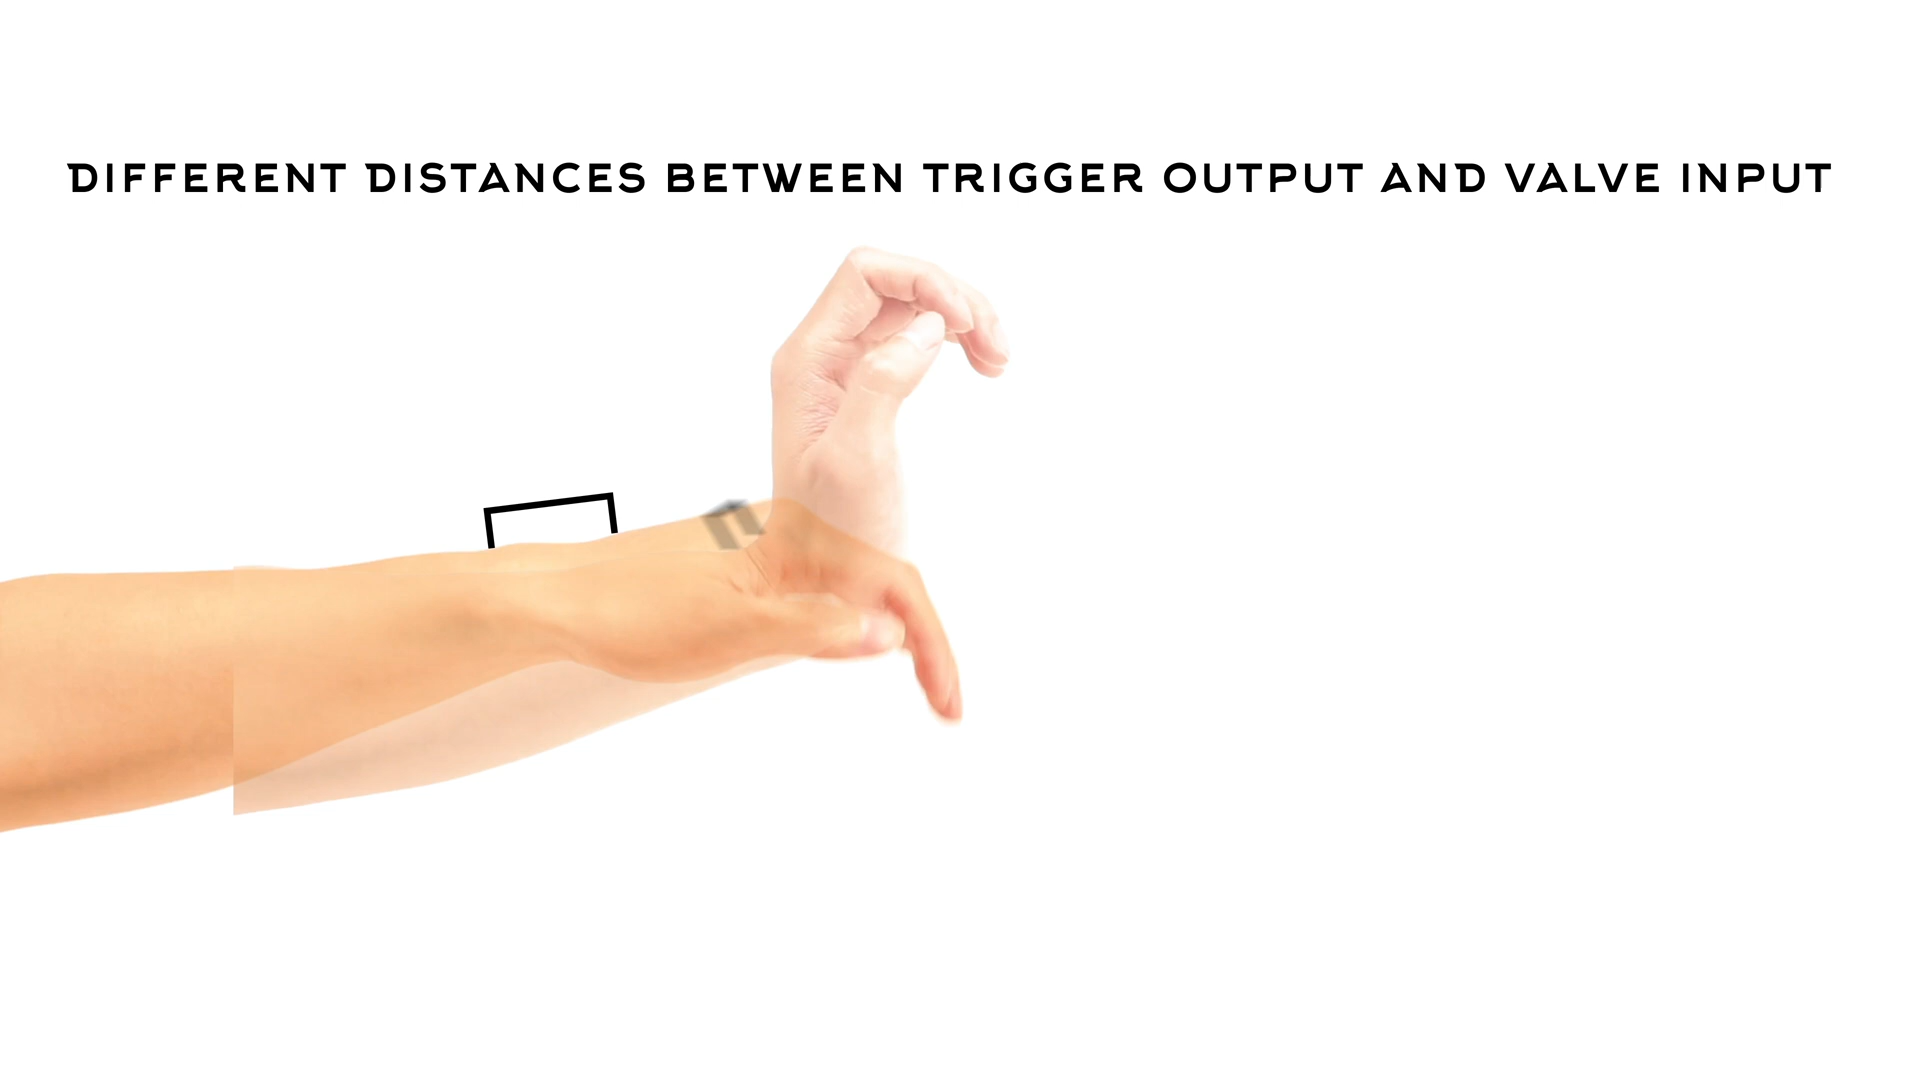 DIFFERENT DISTANCES BETWEEN TRIGGER OUTPUT AND VALVE INPUT